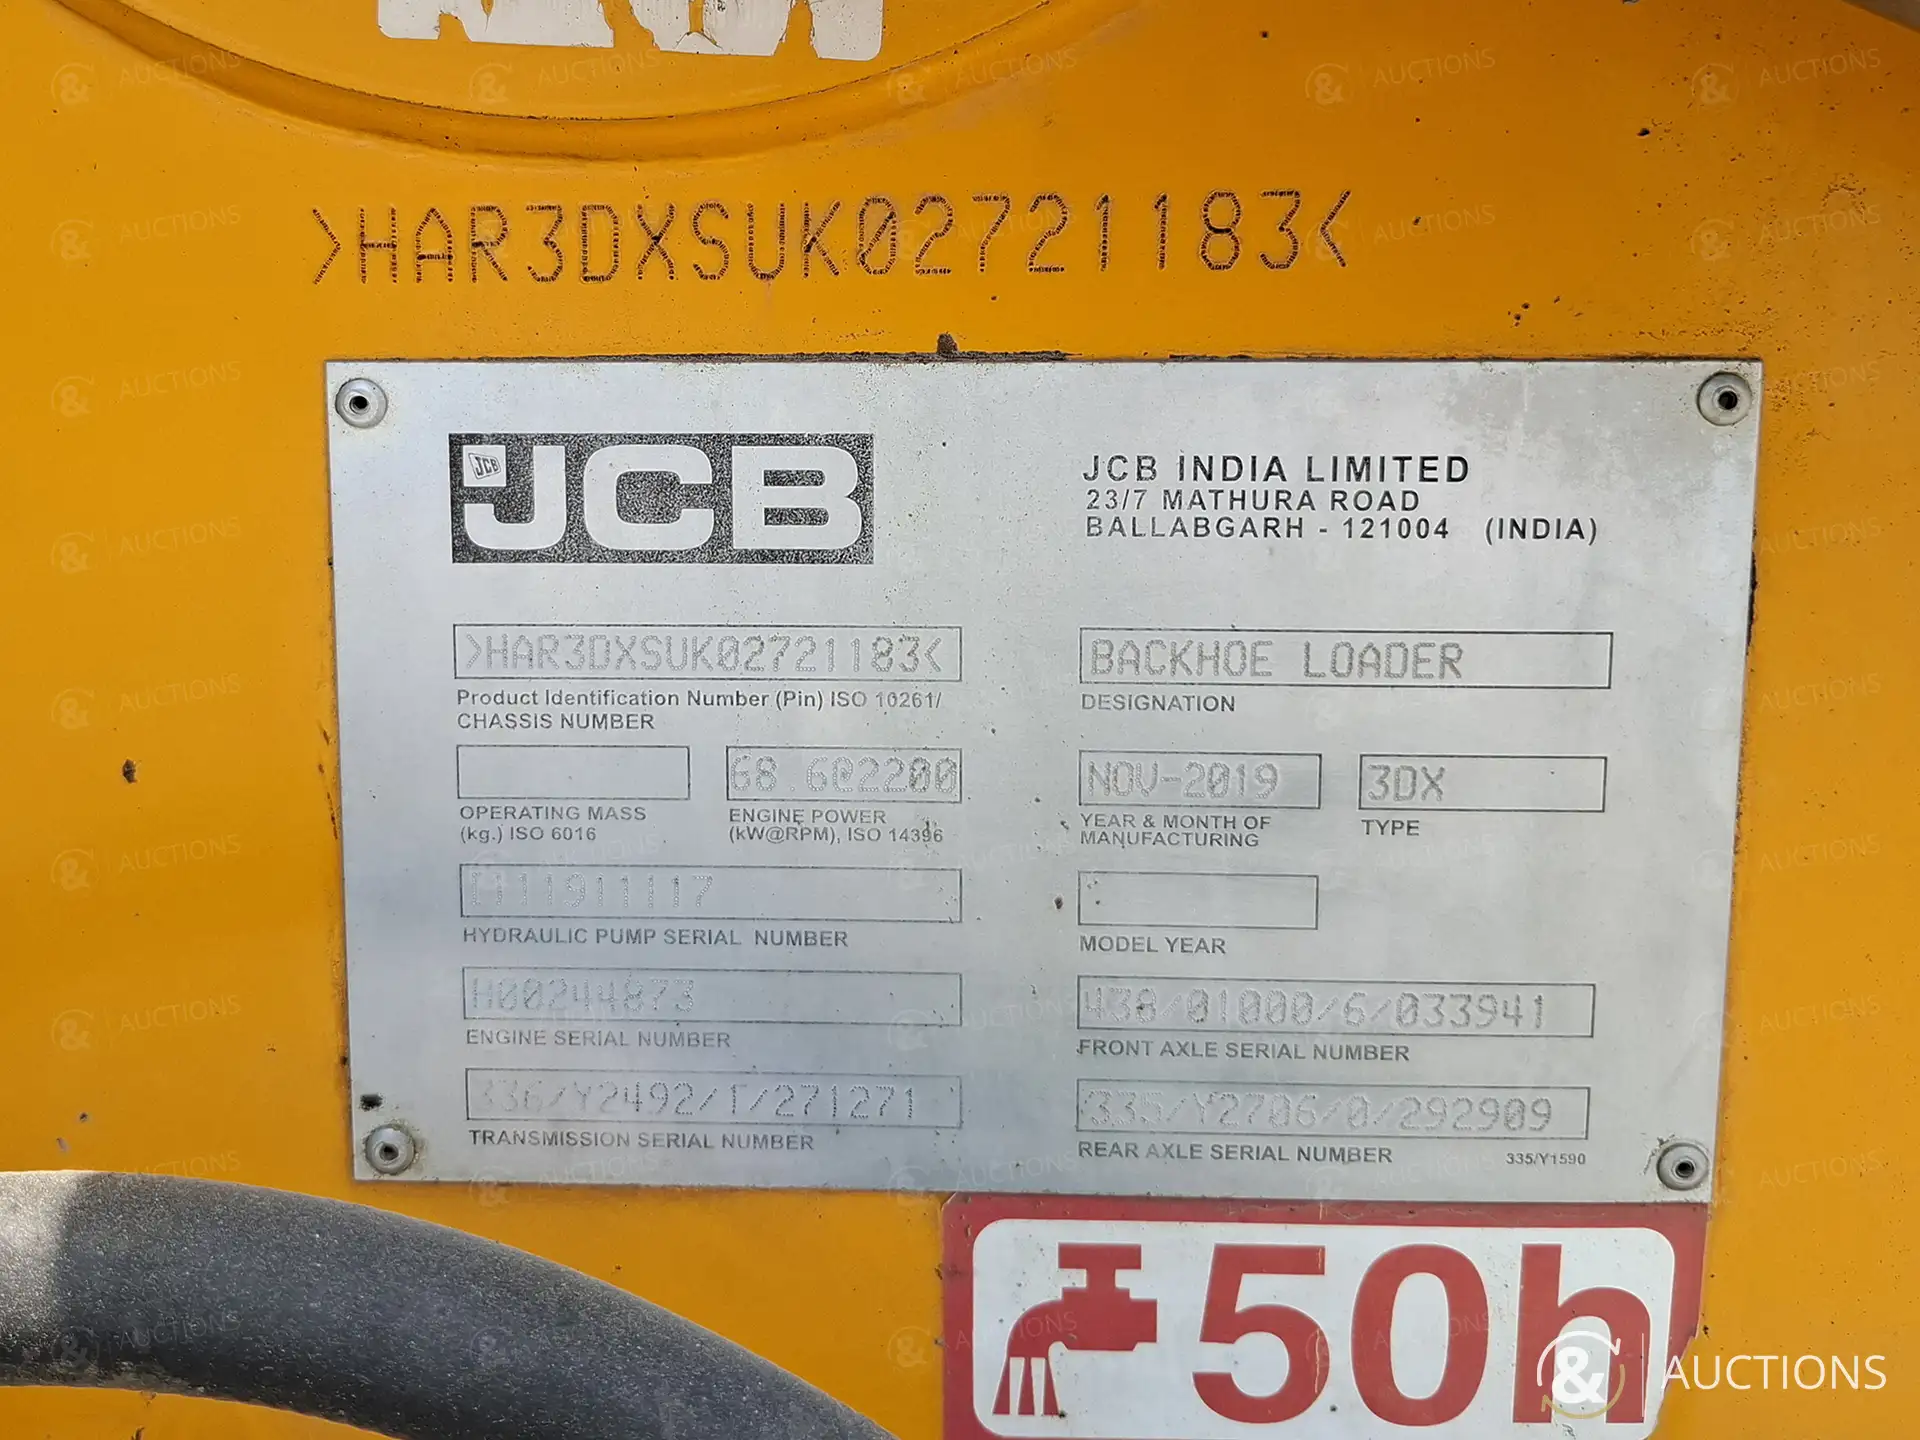 >HAR3DXSUK02721183<
JCB
JCB
JCB INDIA LIMITED
23/7 MATHURA ROAD
BALLABGARH - 121004 (INDIA)
>HAR3DXSUK02721183<
Product Identification Number (Pin) ISO 10261/
CHASSIS NUMBER
BACKHOE LOADER
DESIGNATION
OPERATING MASS
(kg.) ISO 6016
68.6@2200
ENGINE POWER
(kW@RPM), ISO 14396
NOV-2019
YEAR & MONTH OF
MANUFACTURING
3DX
TYPE
HYDRAULIC PUMP SERIAL NUMBER
MODEL YEAR
H00244873
ENGINE SERIAL NUMBER
438/01000/6/033941
FRONT AXLE SERIAL NUMBER
336/Y2492/1/271271
TRANSMISSION SERIAL NUMBER
335/Y2706/0/292909
REAR AXLE SERIAL NUMBER
335/Y1590
50h
& AUCTIONS